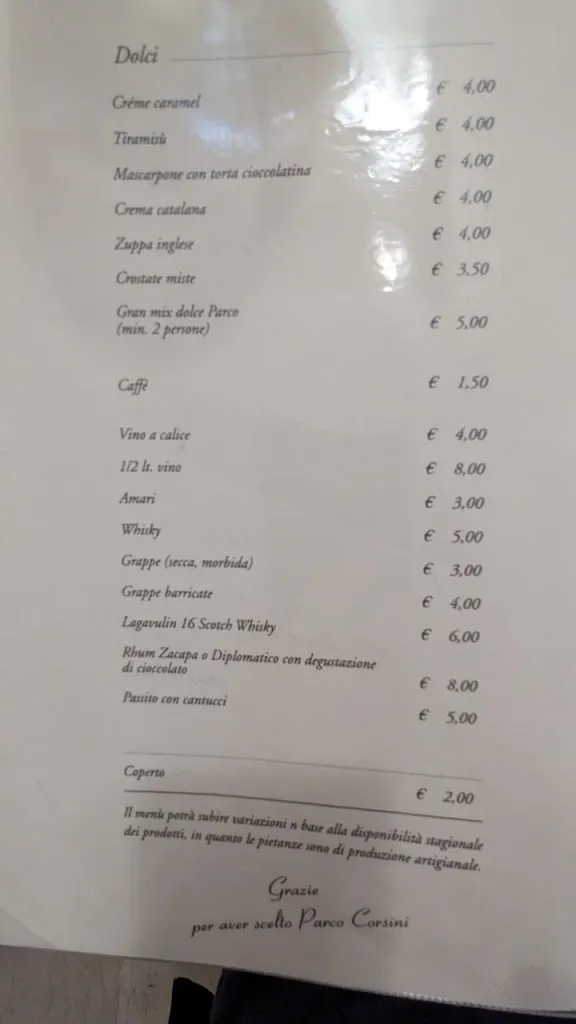 Dolci
Créme caramel € 4,00
Tiramisù € 4,00
Mascarpone con torta cioccolatina € 4,00
Crema catalana € 4,00
Zuppa inglese € 4,00
Crostate miste € 3,50
Gran mix dolce Parco
(min. 2 persone) € 5,00
Caffé € 1,50
Vino a calice € 4,00
1/2 lt. vino € 8,00
Amari € 3,00
Whisky € 5,00
Grappe (secca, morbida) € 3,00
Grappe barricate € 4,00
Lagavulin 16 Scotch Whisky € 6,00
Rhum Zacapa o Diplomatico con degustazione
di cioccolato € 8,00
Passito con cantucci € 5,00
Coperto € 2,00
Il menù potrà subire variazioni n base alla disponibilità stagionale
dei prodotti, in quanto le pietanze sono di produzione artigianale.
Grazie
per aver scelto Parco Corsini